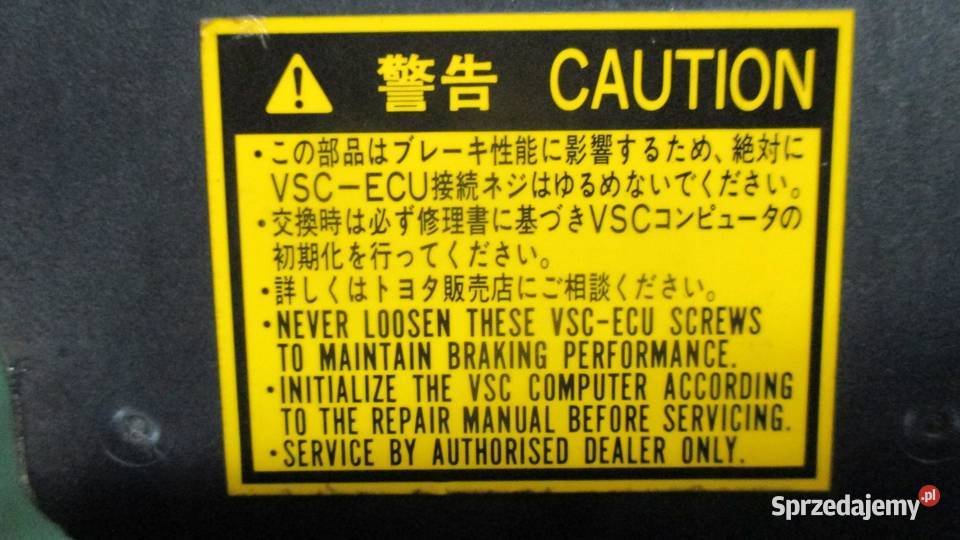 警告 CAUTION
・この部品はブレーキ性能に影響するため、絶対に
VSC-ECU接続ネジはゆるめないでください。
・交換時は必ず修理書に基づきVSCコンピュータの
初期化を行ってください。
・詳しくはトヨタ販売店にご相談ください。
・NEVER LOOSEN THESE VSC-ECU SCREWS
TO MAINTAIN BRAKING PERFORMANCE.
・INITIALIZE THE VSC COMPUTER ACCORDING
TO THE REPAIR MANUAL BEFORE SERVICING.
・SERVICE BY AUTHORISED DEALER ONLY.
Sprzedajemy.pl